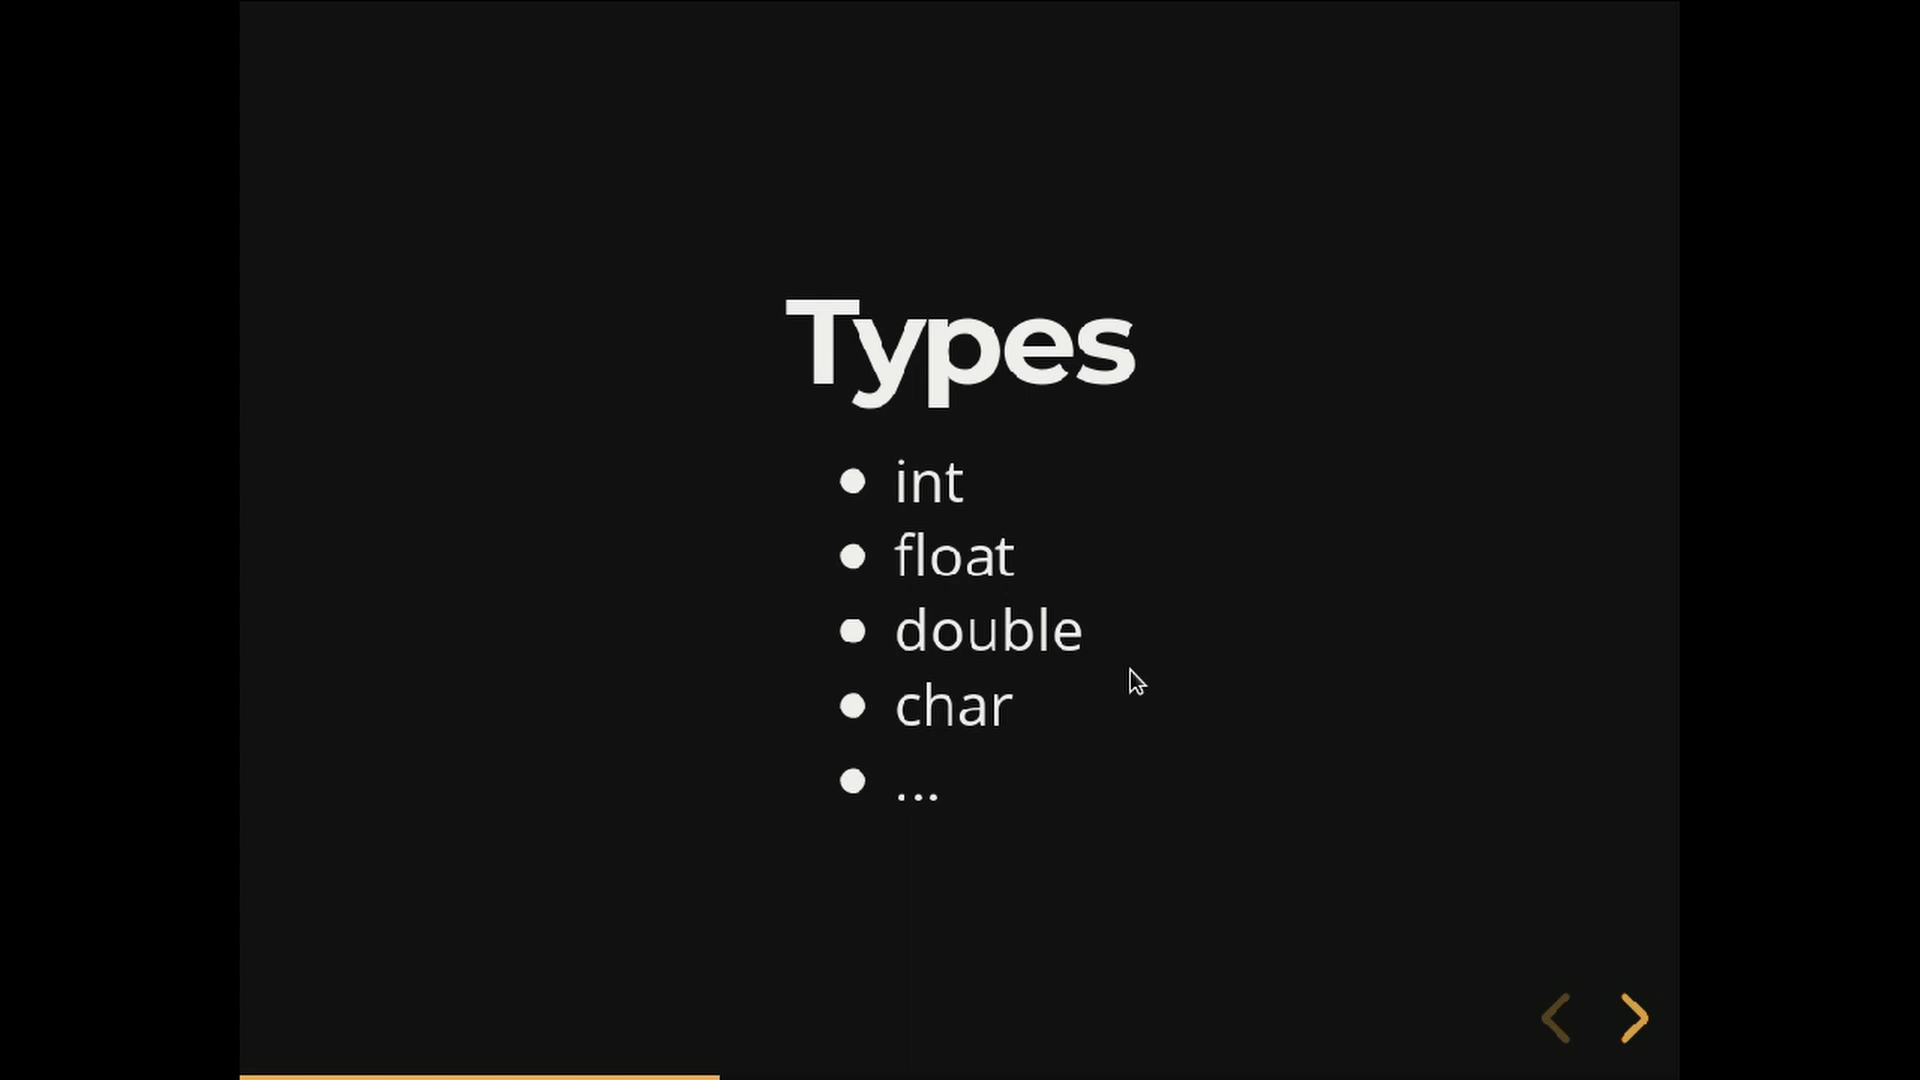 Types
• int
• float
• double
• char
• ...